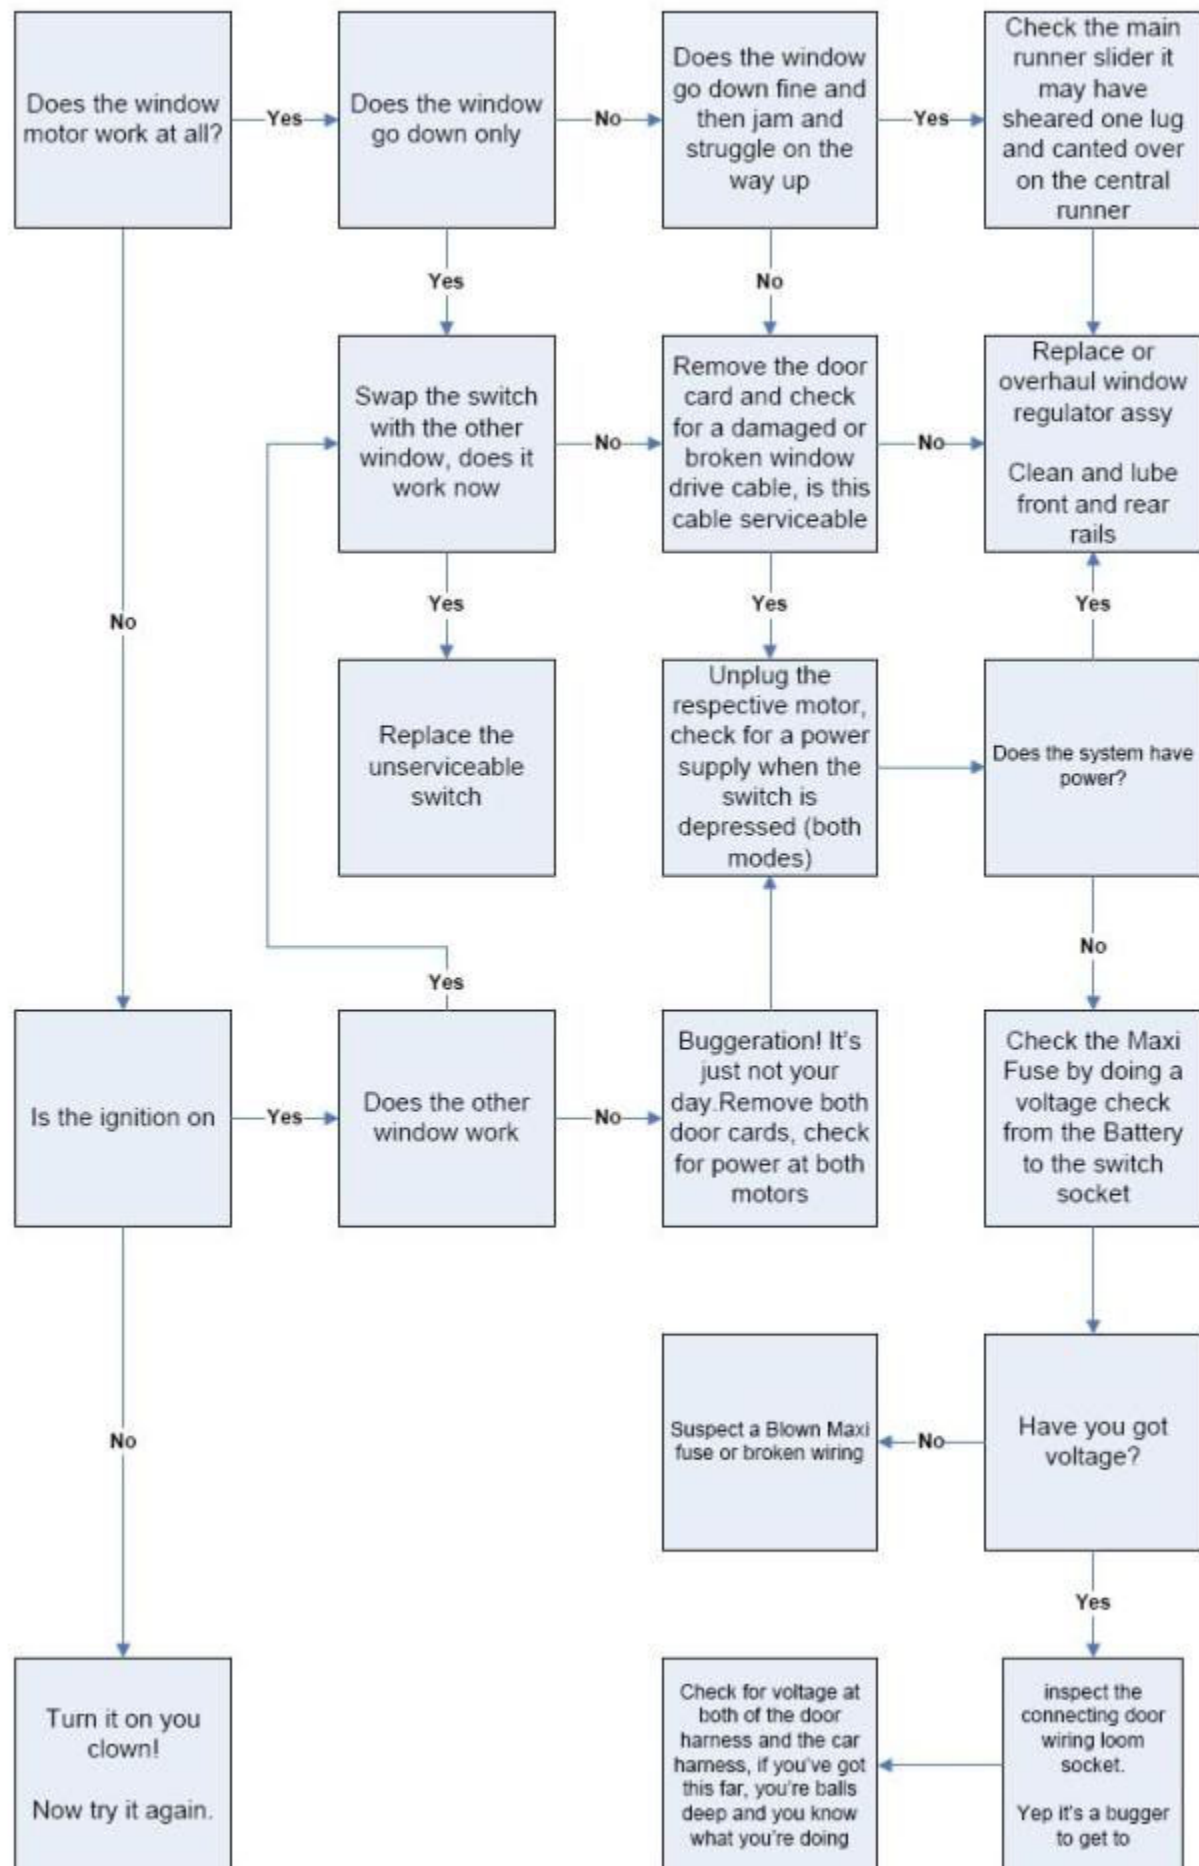 Does the window
motor work at all?
Yes
Does the window
go down only
No
Does the window
go down fine and
then jam and
struggle on the
way up
Yes
Check the main
runner slider it
may have
sheared one lug
and canted over
on the central
runner
Yes
No
Swap the switch
with the other
window, does it
work now
No
Remove the door
card and check
for a damaged or
broken window
drive cable, is this
cable serviceable
No
Replace or
overhaul window
regulator assy
Clean and lube
front and rear
rails
No
Yes
Yes
Yes
Replace the
unserviceable
switch
Unplug the
respective motor,
check for a power
supply when the
switch is
depressed (both
modes)
Does the system have
power?
Yes
No
Is the ignition on
Yes
Does the other
window work
No
Buggeration! It's
just not your
day.Remove both
door cards, check
for power at both
motors
Check the Maxi
Fuse by doing a
voltage check
from the Battery
to the switch
socket
No
Suspect a Blown Maxi
fuse or broken wiring
No
Have you got
voltage?
Yes
Turn it on you
clown!
Now try it again.
Check for voltage at
both of the door
harness and the car
harness, if you've got
this far, you're balls
deep and you know
what you're doing
inspect the
connecting door
wiring loom
socket.
Yep it's a bugger
to get to